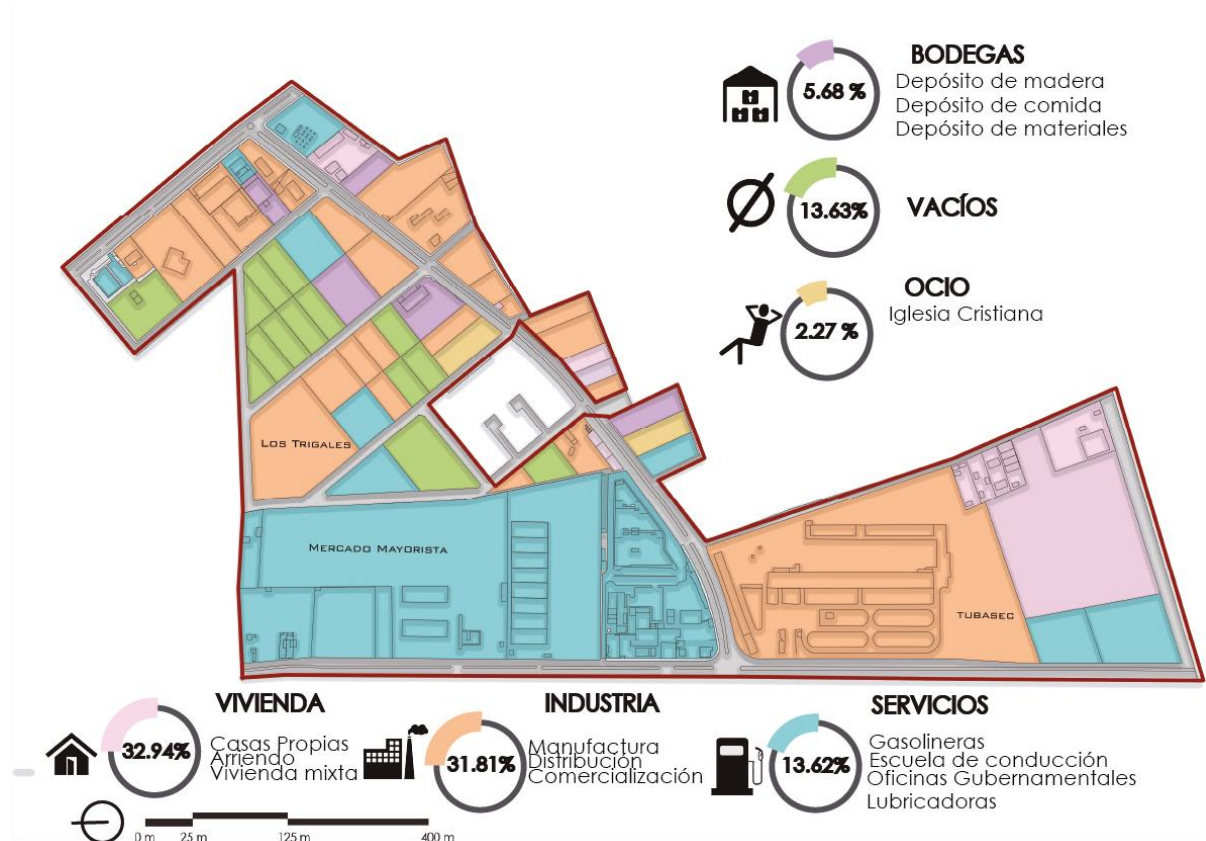 BODEGAS
5.68 %
Depósito de madera
Depósito de comida
Depósito de materiales
13.63%
VACÍOS
OCIO
2.27 %
Iglesia Cristiana
LOS TRIGALES
MERCADO MAYORISTA
TUBASEC
VIVIENDA
32.94%
Casas Propias
Arriendo
Vivienda mixta
INDUSTRIA
31.81%
Manufactura
Distribución
Comercialización
SERVICIOS
13.62%
Gasolineras
Escuela de conducción
Oficinas Gubernamentales
Lubricadoras
0 m 25 m 125 m 400 m